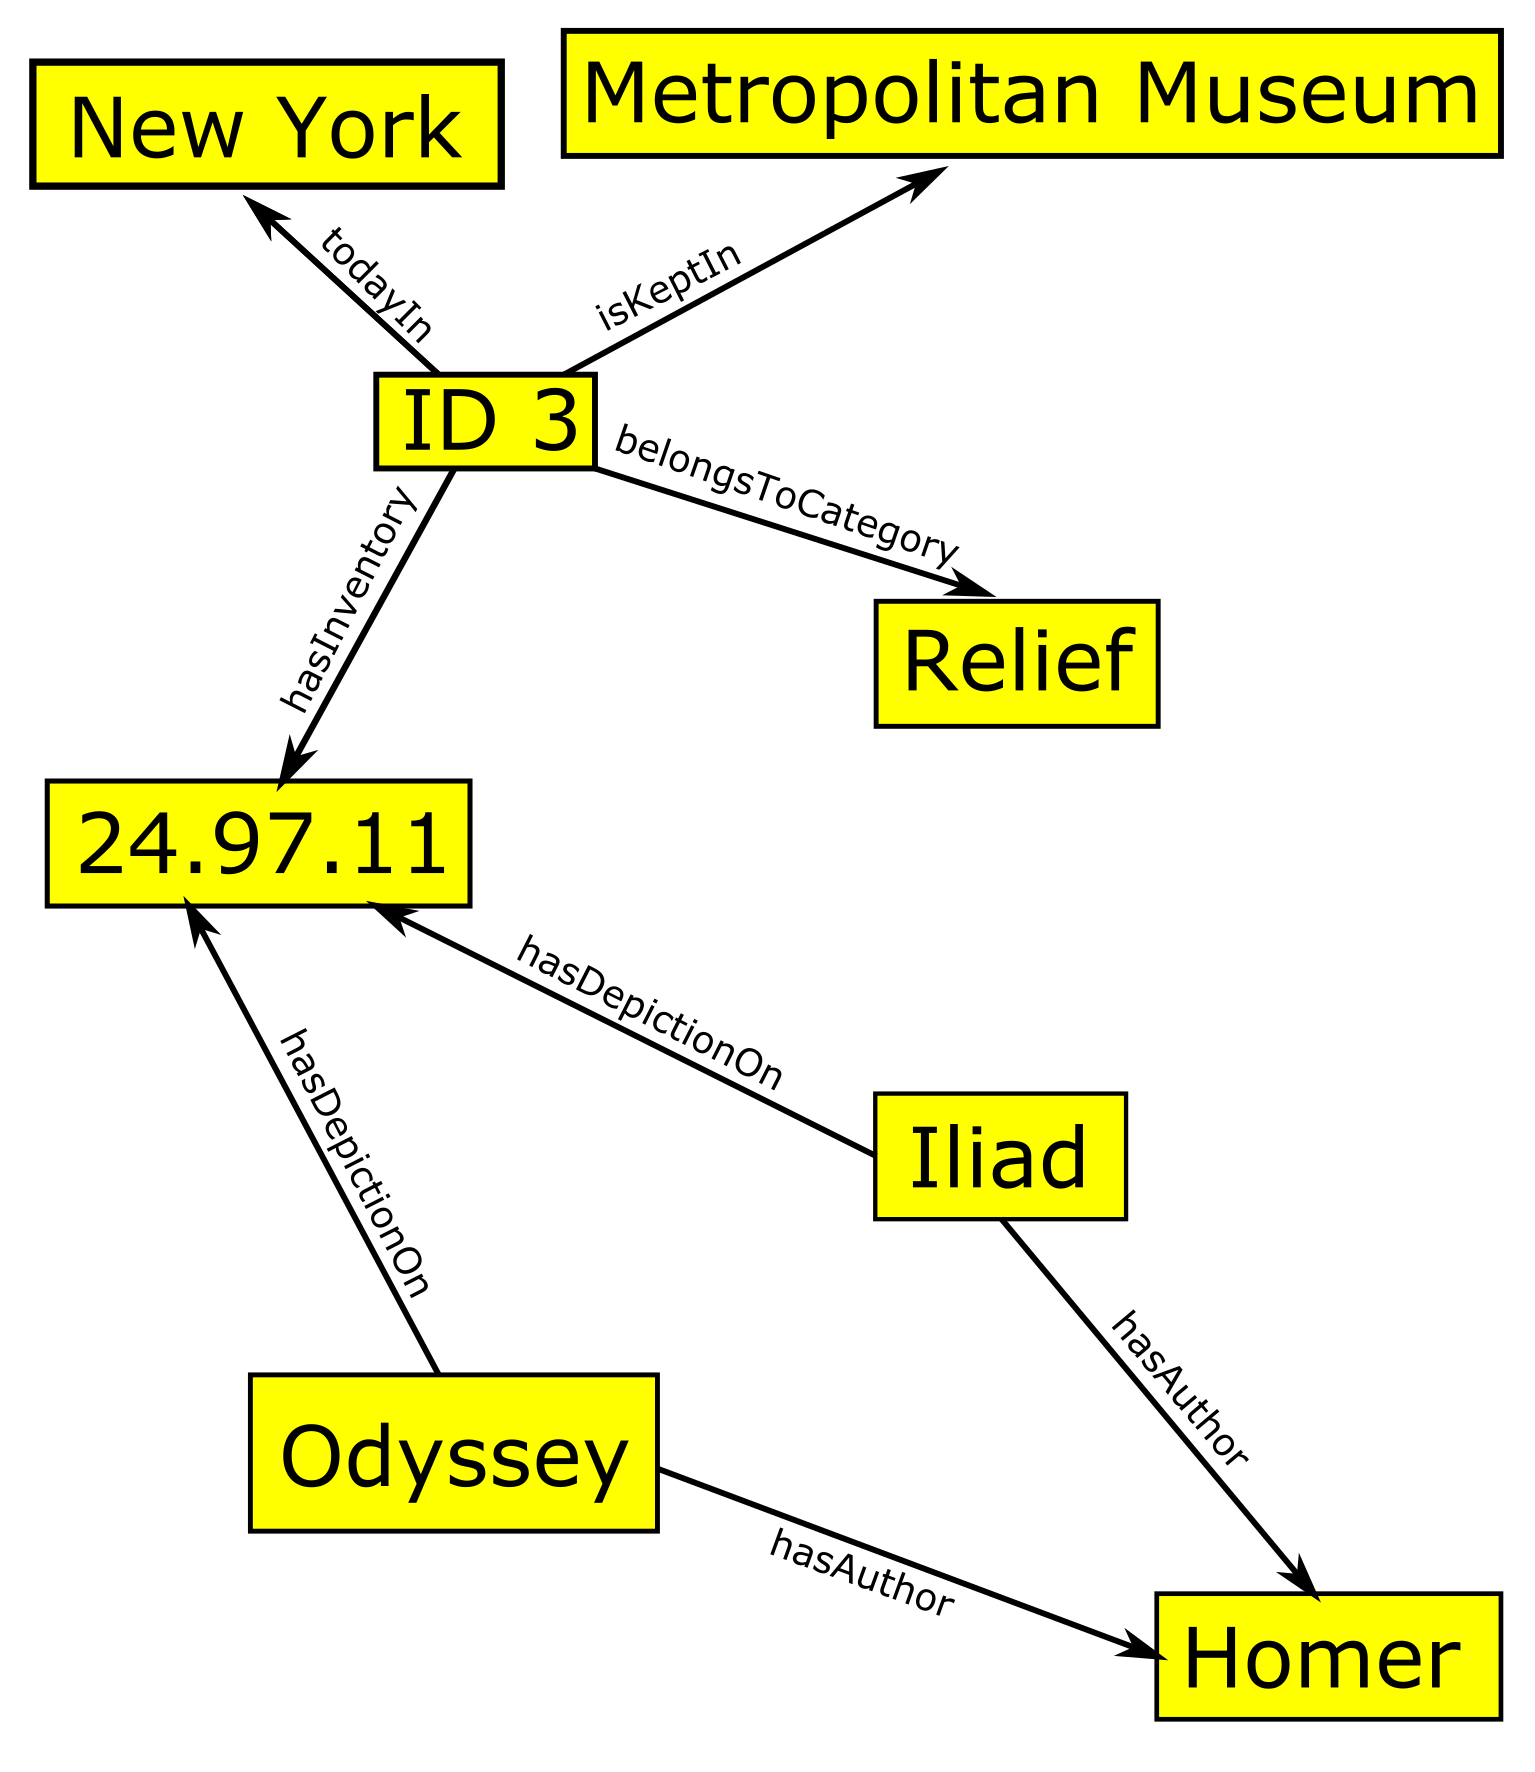 New York
Metropolitan Museum
todayIn
isKeptIn
ID 3
belongsToCategory
hasInventory
Relief
24.97.11
hasDepictionOn
hasDepictionOn
Iliad
hasAuthor
Odyssey
hasAuthor
Homer